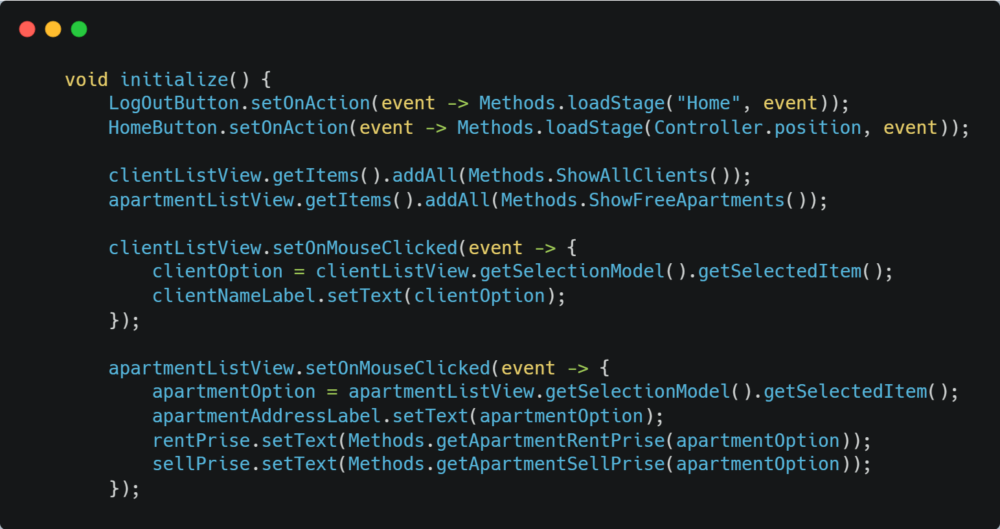 void initialize() {
    LogOutButton.setOnAction(event -> Methods.loadStage("Home", event));
    HomeButton.setOnAction(event -> Methods.loadStage(Controller.position, event));

    clientListView.getItems().addAll(Methods.ShowAllClients());
    apartmentListView.getItems().addAll(Methods.ShowFreeApartments());

    clientListView.setOnMouseClicked(event -> {
        clientOption = clientListView.getSelectionModel().getSelectedItem();
        clientNameLabel.setText(clientOption);
    });

    apartmentListView.setOnMouseClicked(event -> {
        apartmentOption = apartmentListView.getSelectionModel().getSelectedItem();
        apartmentAddressLabel.setText(apartmentOption);
        rentPrise.setText(Methods.getApartmentRentPrise(apartmentOption));
        sellPrise.setText(Methods.getApartmentSellPrise(apartmentOption));
    });